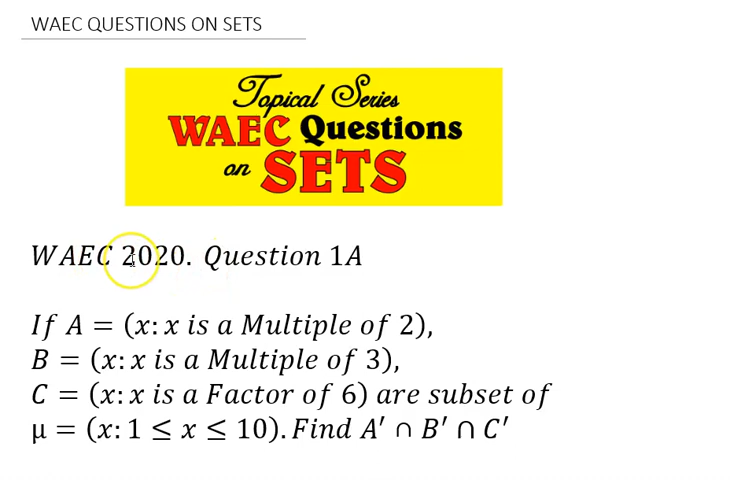 WAEC QUESTIONS ON SETS
Topical Series
WAEC Questions
on SETS
WAEC 2020. Question 1A
If A = (x: x is a Multiple of 2),
B = (x: x is a Multiple of 3),
C = (x: x is a Factor of 6) are subset of
μ = (x: 1 ≤ x ≤ 10). Find A′ ∩ B′ ∩ C′